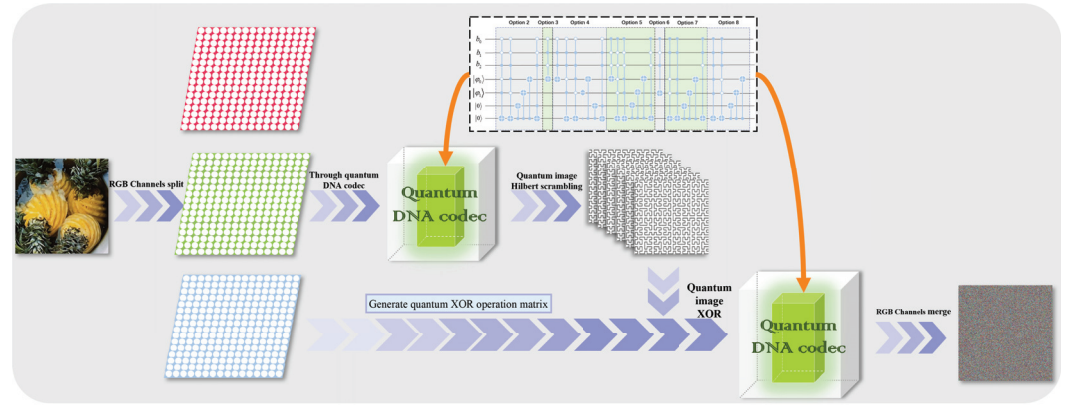 Option 2 Option 3 Option 4 Option 5 Option 6 Option 7 Option 8
|0⟩
|0⟩
RGB Channels split
Through quantum
DNA codec
Quantum
DNA codec
Quantum image
Hilbert scrambling
Generate quantum XOR operation matrix
Quantum
image
XOR
Quantum
DNA codec
RGB Channels merge